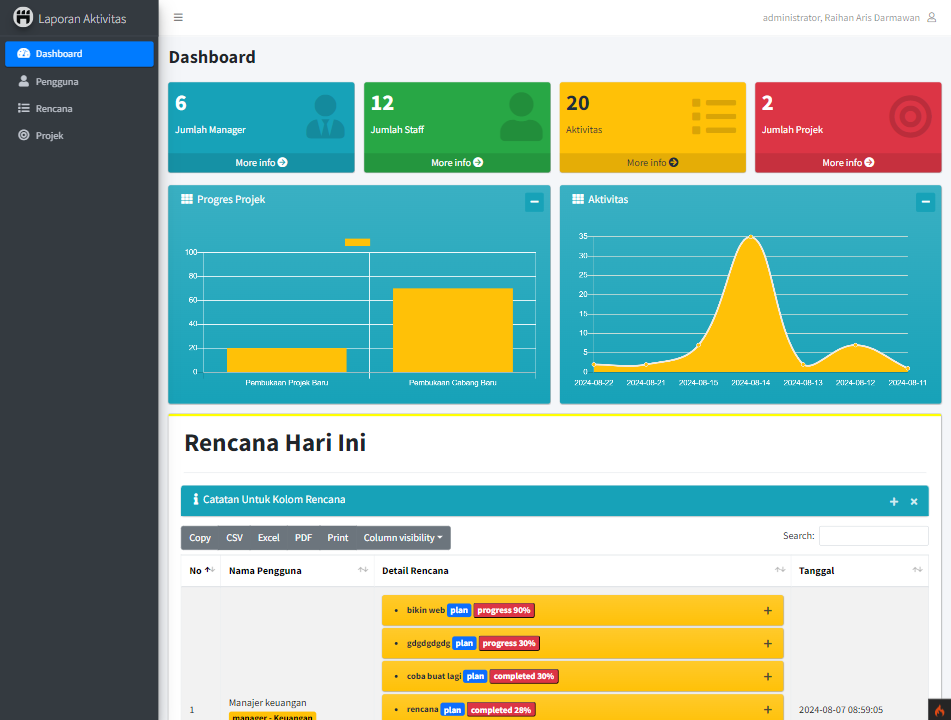 Laporan Aktivitas
administrator, Raihan Aris Darmawan
Dashboard
Pengguna
Rencana
Projek
Dashboard
6
Jumlah Manager
More info
12
Jumlah Staff
More info
20
Aktivitas
More info
2
Jumlah Projek
More info
Progres Projek
100
80
60
40
20
0
Pembukaan Projek Baru
Pembukaan Cabang Baru
Aktivitas
35
30
25
20
15
10
5
0
2024-08-22
2024-08-21
2024-08-15
2024-08-14
2024-08-13
2024-08-12
2024-08-11
Rencana Hari Ini
Catatan Untuk Kolom Rencana
Copy CSV Excel PDF Print Column visibility
Search:
No Nama Pengguna Detail Rencana Tanggal
bikin web plan progress 90%
gdgdgdgdg plan progress 30%
coba buat lagi plan completed 30%
rencana plan completed 28%
1
Manajer keuangan
manager - Keuangan
2024-08-07 08:59:05